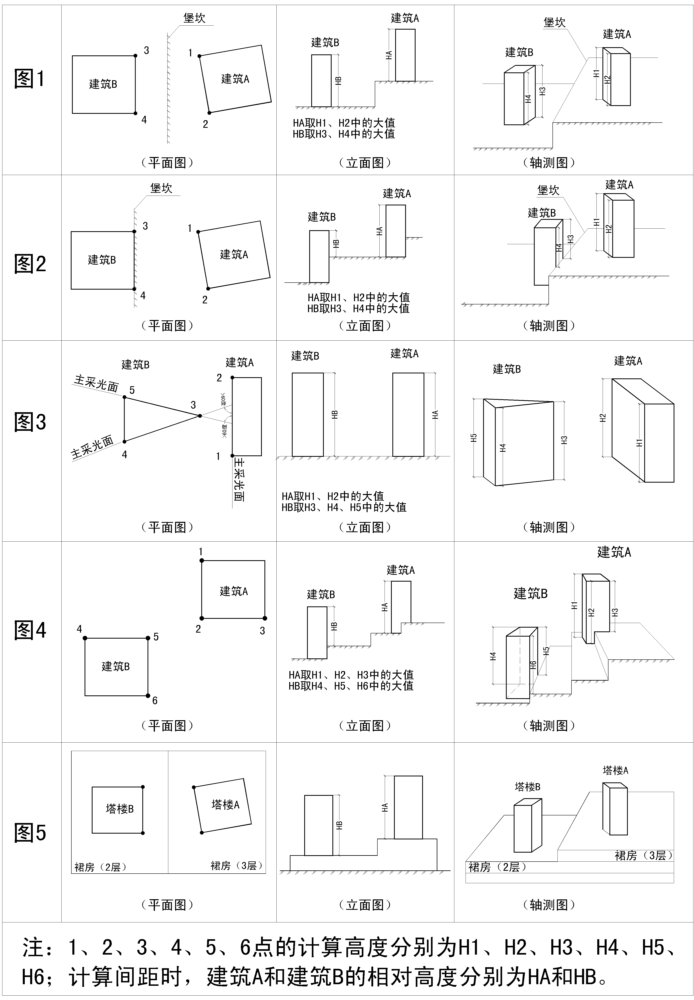 图1
堡坎
3
1
建筑B
建筑A
4
2
（平面图）
建筑A
建筑B
HA
HB
HA取H1、H2中的大值
HB取H3、H4中的大值
（立面图）
堡坎
建筑A
建筑B
H1
H2
H3
H4
（轴测图）
图2
堡坎
3
1
建筑B
建筑A
4
2
（平面图）
建筑A
建筑B
HA
HB
HA取H1、H2中的大值
HB取H3、H4中的大值
（立面图）
建筑A
堡坎
建筑B
H1
H2
H3
H4
（轴测图）
图3
建筑B
建筑A
主采光面
5
2
3
>60度
>60度
主采光面
4
1
主采光面
（平面图）
建筑B
建筑A
HB
HA
HA取H1、H2中的大值
HB取H3、H4、H5中的大值
（立面图）
建筑B
建筑A
H5
H4
H3
H2
H1
（轴测图）
图4
1
建筑A
2
3
4
5
建筑B
6
（平面图）
建筑A
建筑B
HA
HB
HA取H1、H2、H3中的大值
HB取H4、H5、H6中的大值
（立面图）
建筑A
建筑B
H1
H2
H3
H4
H5
H6
（轴测图）
图5
塔楼B
塔楼A
裙房（2层）
裙房（3层）
（平面图）
HA
HB
（立面图）
塔楼A
塔楼B
裙房（3层）
裙房（2层）
（轴测图）
注：1、2、3、4、5、6点的计算高度分别为H1、H2、H3、H4、H5、
H6；计算间距时，建筑A和建筑B的相对高度分别为HA和HB。